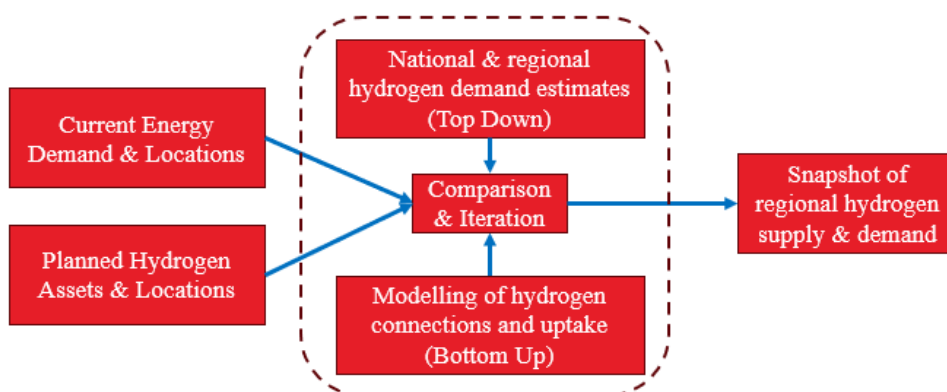 Current Energy
Demand & Locations
Planned Hydrogen
Assets & Locations
National & regional
hydrogen demand estimates
(Top Down)
Comparison
& Iteration
Modelling of hydrogen
connections and uptake
(Bottom Up)
Snapshot of
regional hydrogen
supply & demand